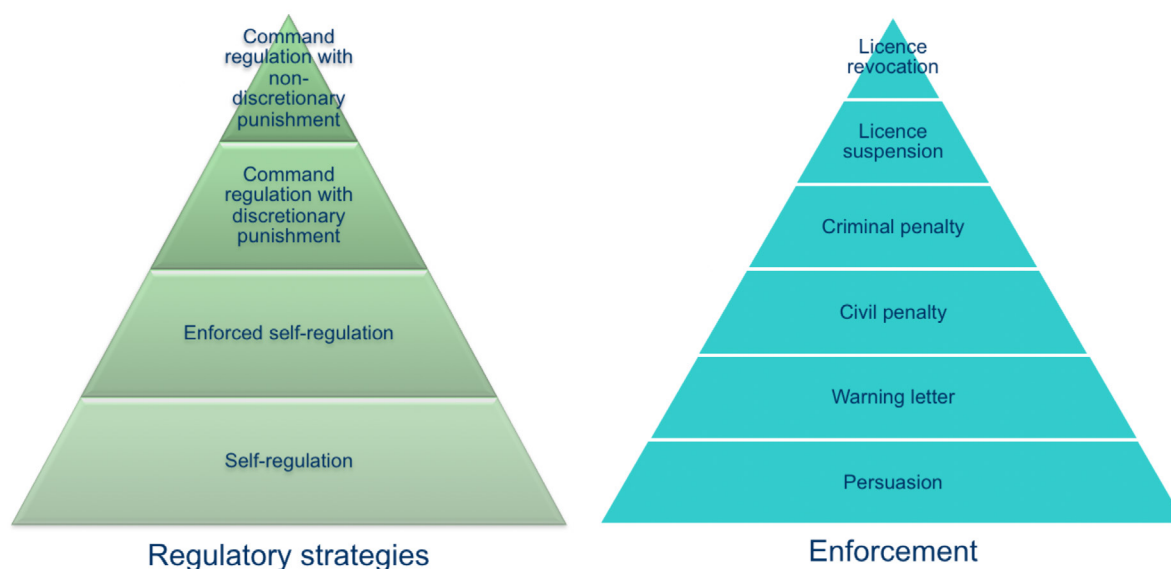 Command
regulation with
non-
discretionary
punishment
Command
regulation with
discretionary
punishment
Enforced self-regulation
Self-regulation
Regulatory strategies
Licence
revocation
Licence
suspension
Criminal penalty
Civil penalty
Warning letter
Persuasion
Enforcement